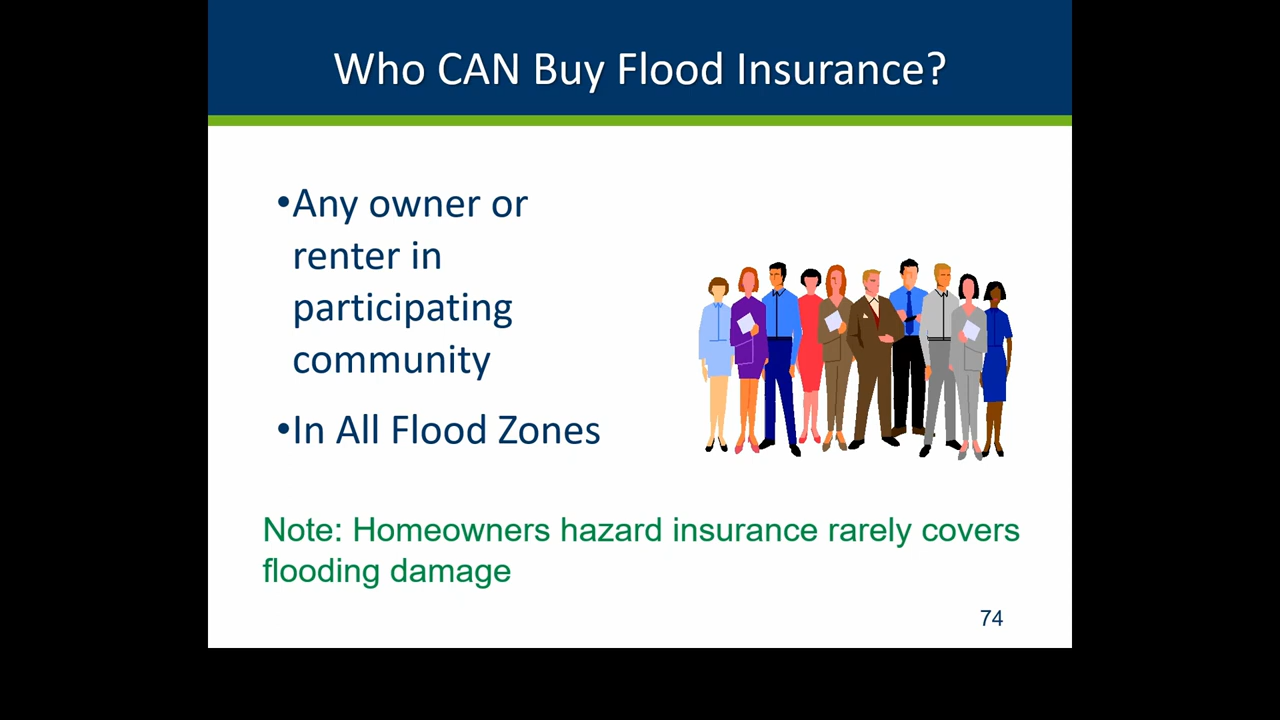 Who CAN Buy Flood Insurance?
•Any owner or
renter in
participating
community
•In All Flood Zones
Note: Homeowners hazard insurance rarely covers
flooding damage
74